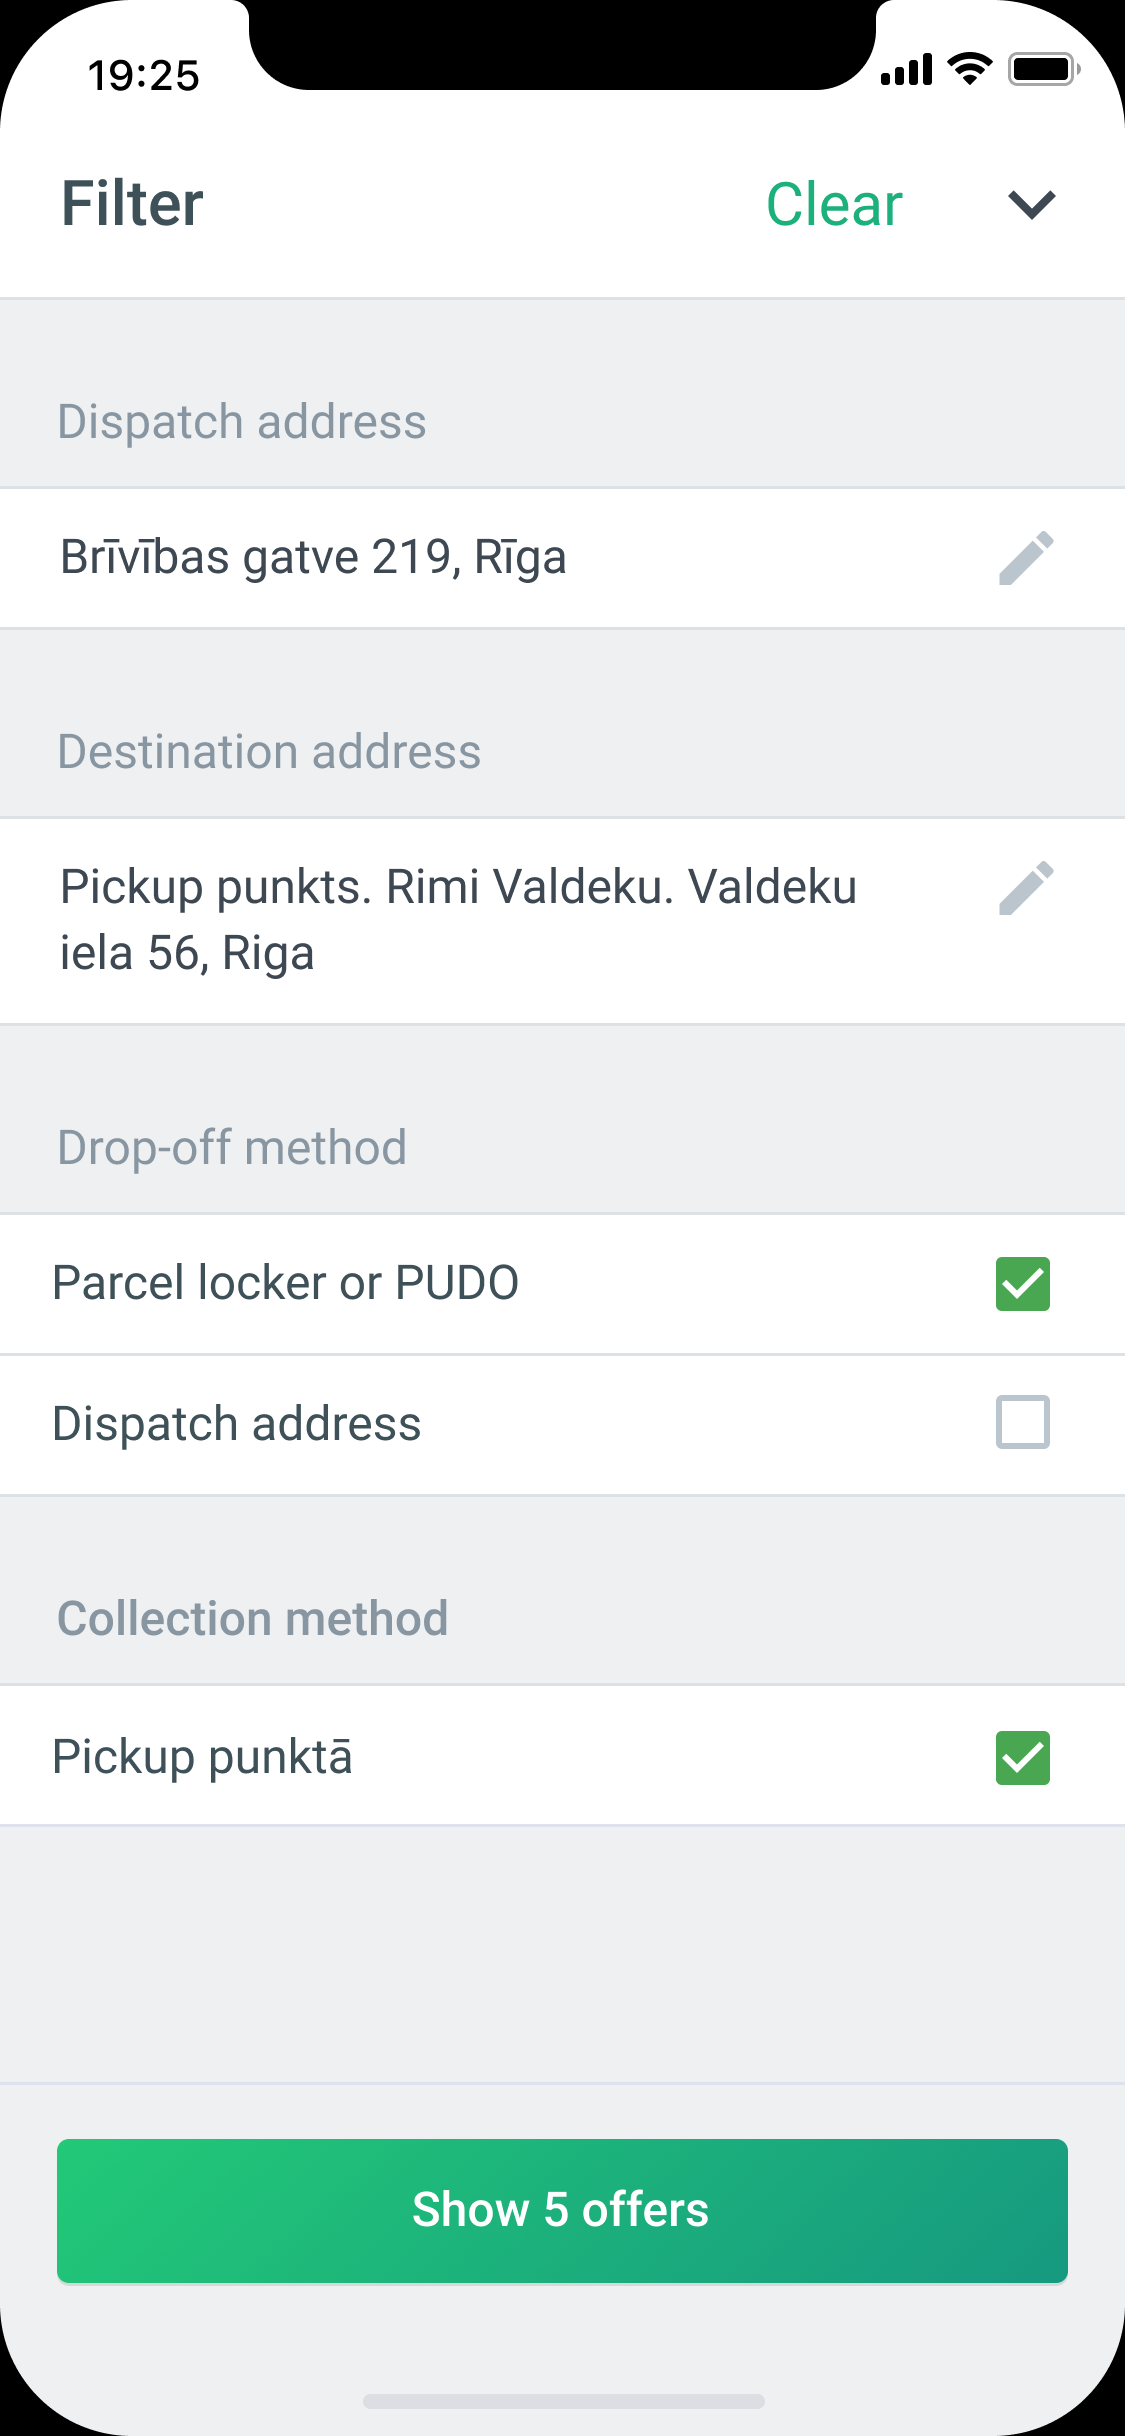 19:25
Filter
Clear
Dispatch address
Brīvības gatve 219, Rīga
Destination address
Pickup punkts. Rimi Valdeku. Valdeku
iela 56, Riga
Drop-off method
Parcel locker or PUDO
Dispatch address
Collection method
Pickup punktā
Show 5 offers